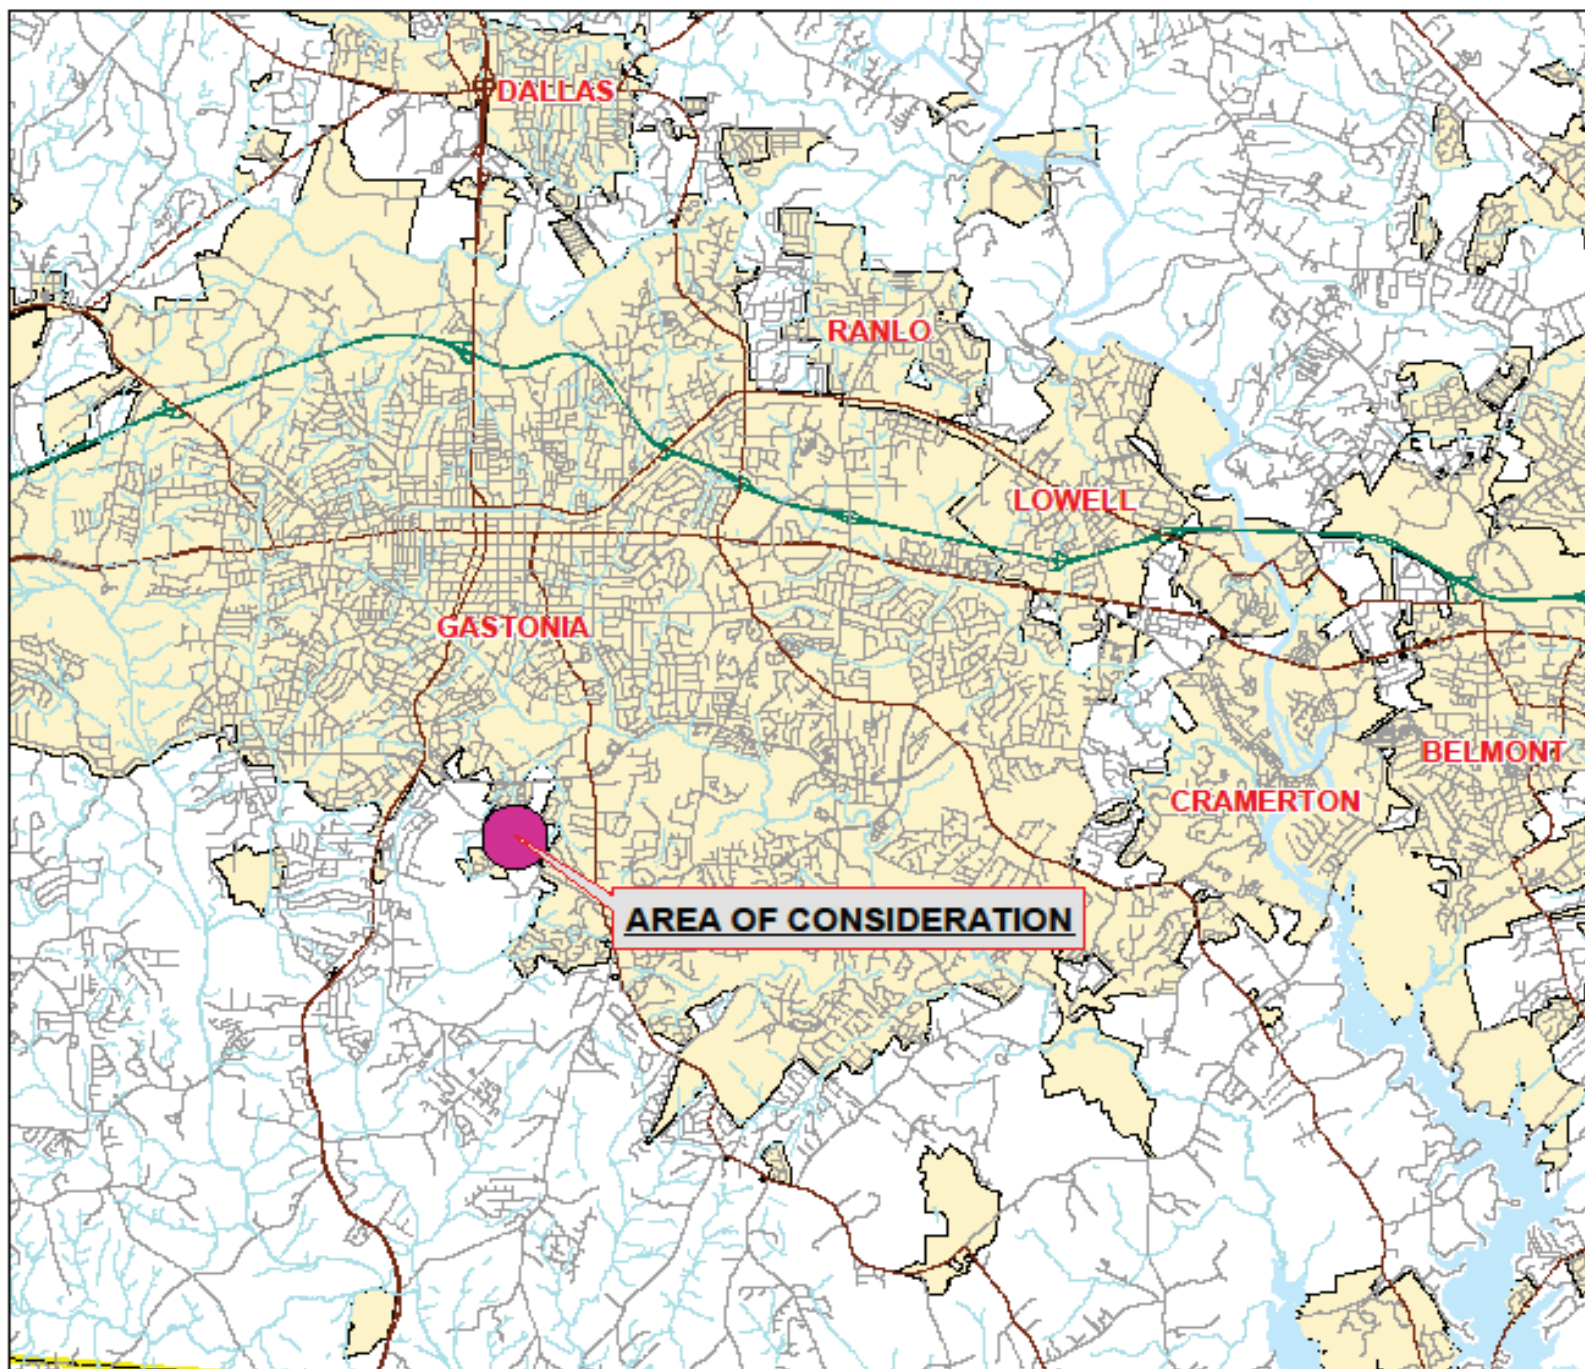 DALLAS
RANLO
LOWELL
GASTONIA
BELMONT
CRAMERTON
AREA OF CONSIDERATION